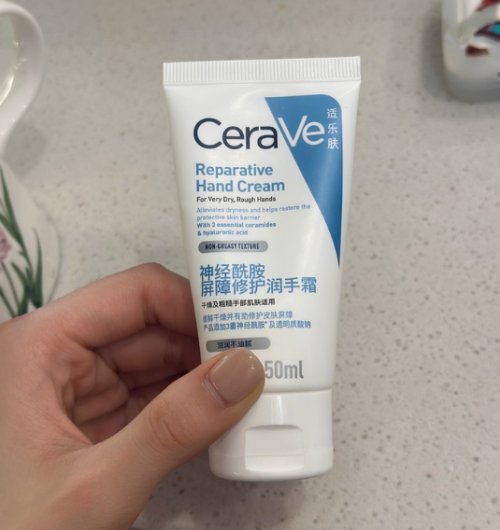 CeraVe
适乐肤
Reparative
Hand Cream
For Very Dry, Rough Hands
Alleviates dryness and helps restore the
protective skin barrier
With 3 essential ceramides
& hyaluronic acid
NON-GREASY TEXTURE
神经酰胺
屏障修护润手霜
干燥及粗糙手部肌肤适用
缓解干燥并有助修护皮肤屏障
产品添加3重神经酰胺*及透明质酸钠
滋润不油腻
50ml